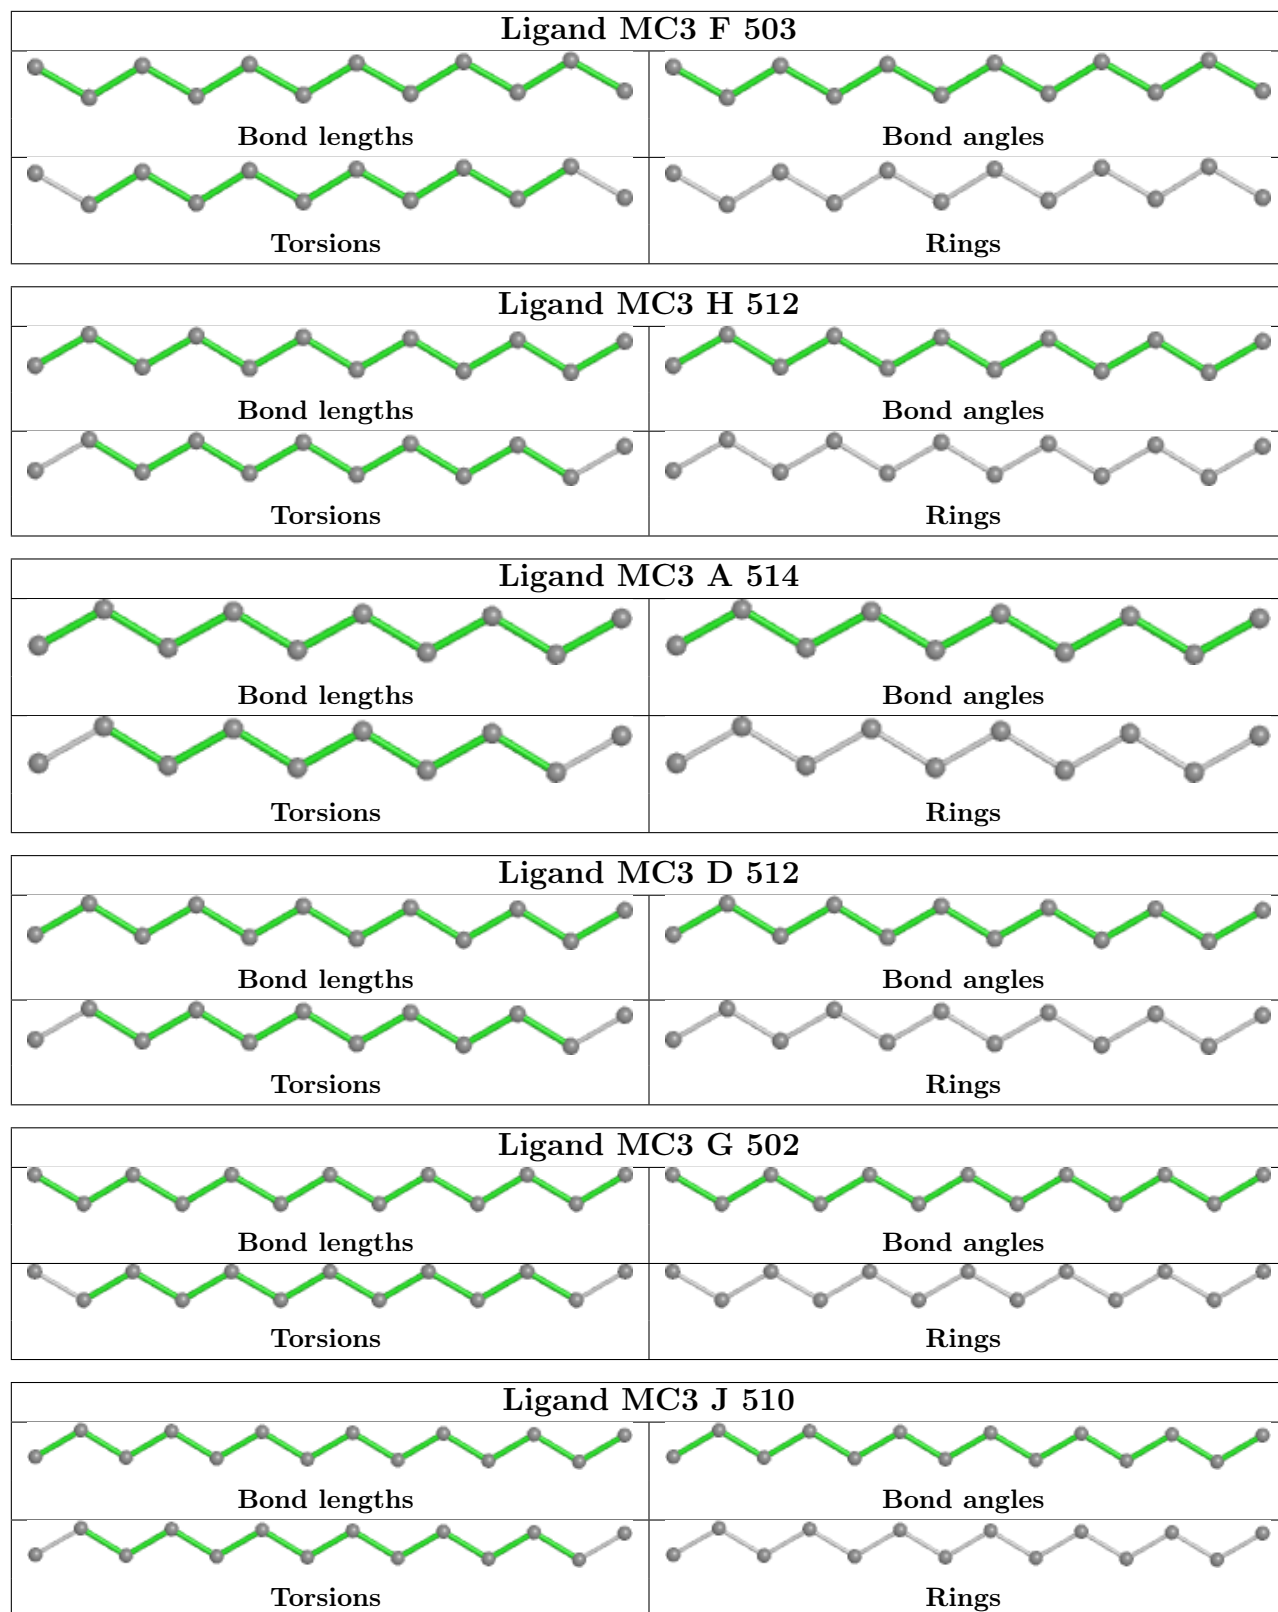 Ligand MC3 F 503
Bond lengths Bond angles
Torsions Rings
Ligand MC3 H 512
Bond lengths Bond angles
Torsions Rings
Ligand MC3 A 514
Bond lengths Bond angles
Torsions Rings
Ligand MC3 D 512
Bond lengths Bond angles
Torsions Rings
Ligand MC3 G 502
Bond lengths Bond angles
Torsions Rings
Ligand MC3 J 510
Bond lengths Bond angles
Torsions Rings